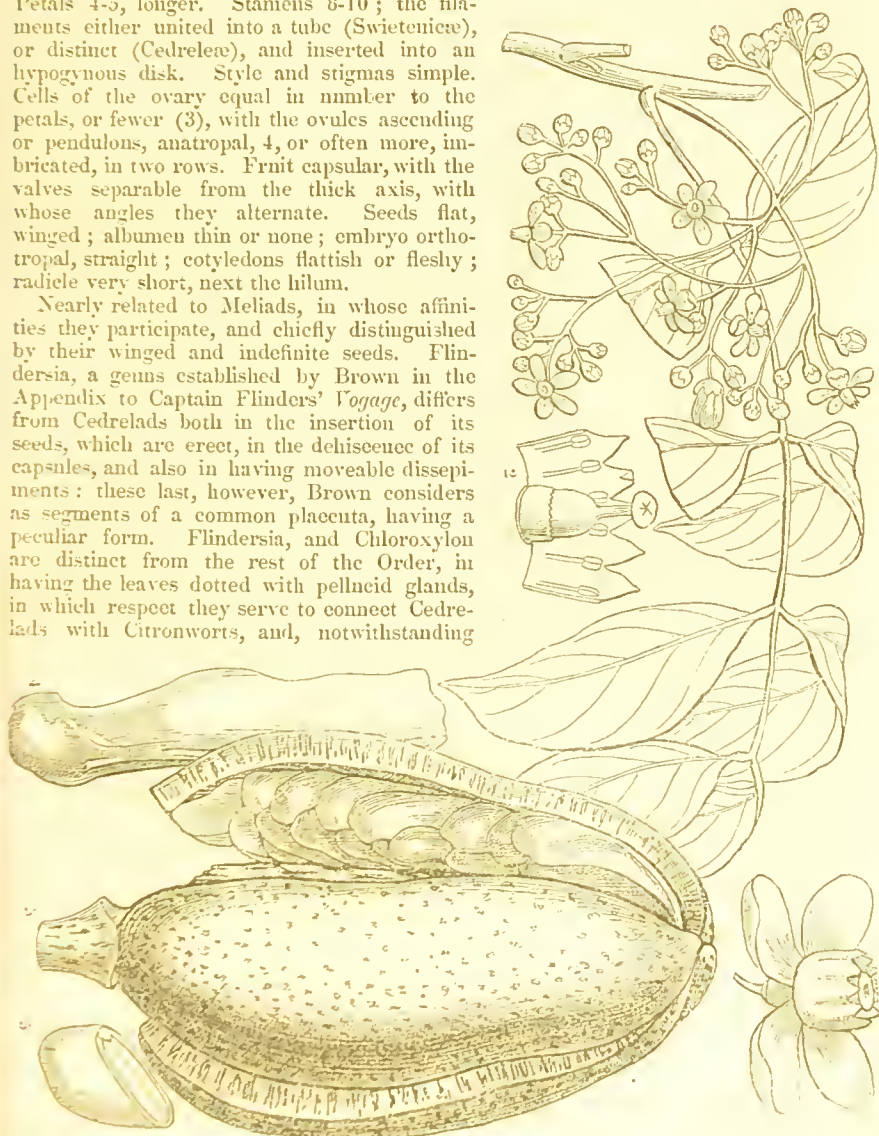 Petals 4-5, longer. Stamens 8-10 ; the fila-
ments either united into a tube (Swietenieæ),
or distinct (Cedreleæ), and inserted into an
hypogynous disk. Style and stigmas simple.
Cells of the ovary equal in number to the
petals, or fewer (3), with the ovules ascending
or pendulous, anatropal, 4, or often more, im-
bricated, in two rows. Fruit capsular, with the
valves separable from the thick axis, with
whose angles they alternate. Seeds flat,
winged ; albumen thin or none ; embryo ortho-
tropal, straight ; cotyledons flattish or fleshy ;
radicle very short, next the hilum.
Nearly related to Meliads, in whose affini-
ties they participate, and chiefly distinguished
by their winged and indefinite seeds. Flin-
dersia, a genus established by Brown in the
Appendix to Captain Flinders' Voyage, differs
from Cedrelads both in the insertion of its
seeds, which are erect, in the dehiscence of its
capsules, and also in having moveable dissepi-
ments : these last, however, Brown considers
as segments of a common placenta, having a
peculiar form. Flindersia, and Chloroxylon
are distinct from the rest of the Order, in
having the leaves dotted with pellucid glands,
in which respect they serve to connect Cedre-
lads with Citronworts, and, notwithstanding